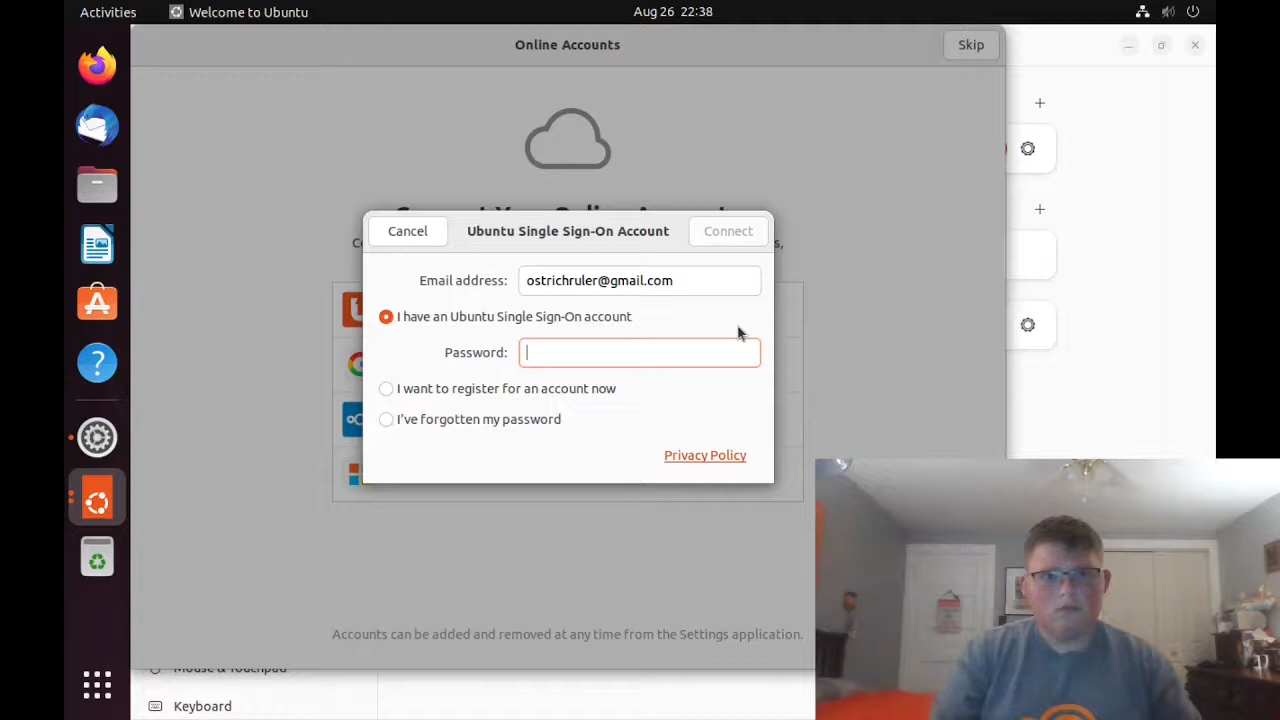 Activities
Welcome to Ubuntu
Aug 26 22:38
Online Accounts
Skip
Cancel
Ubuntu Single Sign-On Account
Connect
Email address:
ostrichruler@gmail.com
I have an Ubuntu Single Sign-On account
Password:
I want to register for an account now
I've forgotten my password
Privacy Policy
Accounts can be added and removed at any time from the Settings application.
Mouse & Touchpad
Keyboard